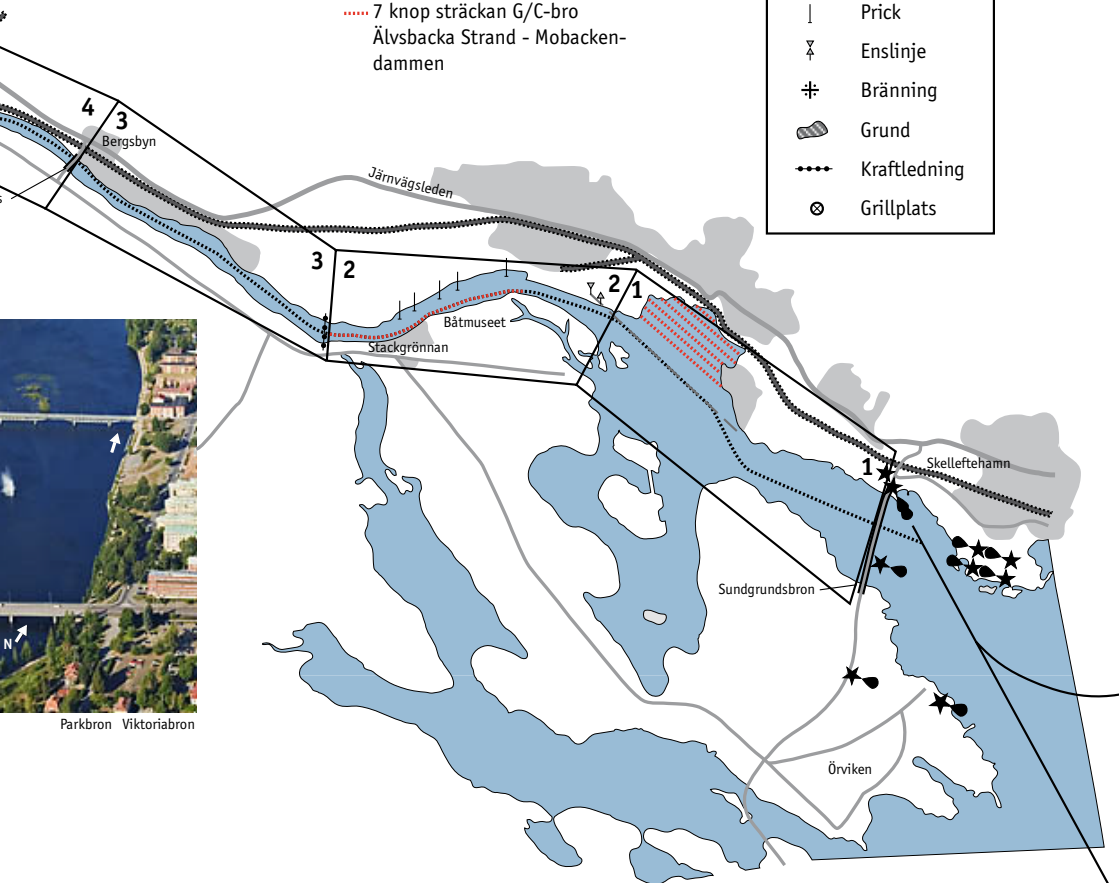 7 knop sträckan G/C-bro
Älvsbacka Strand - Mobacken-
dammen
Prick
Enslinje
Bränning
Grund
Kraftledning
Grillplats
4
3
Bergsbyn
Järnvägsleden
3
2
2
1
Båtmuseet
Stackgrönnan
1
Skelleftehamn
Sundgrundsbron
Örviken
N
Parkbron Viktoriabron